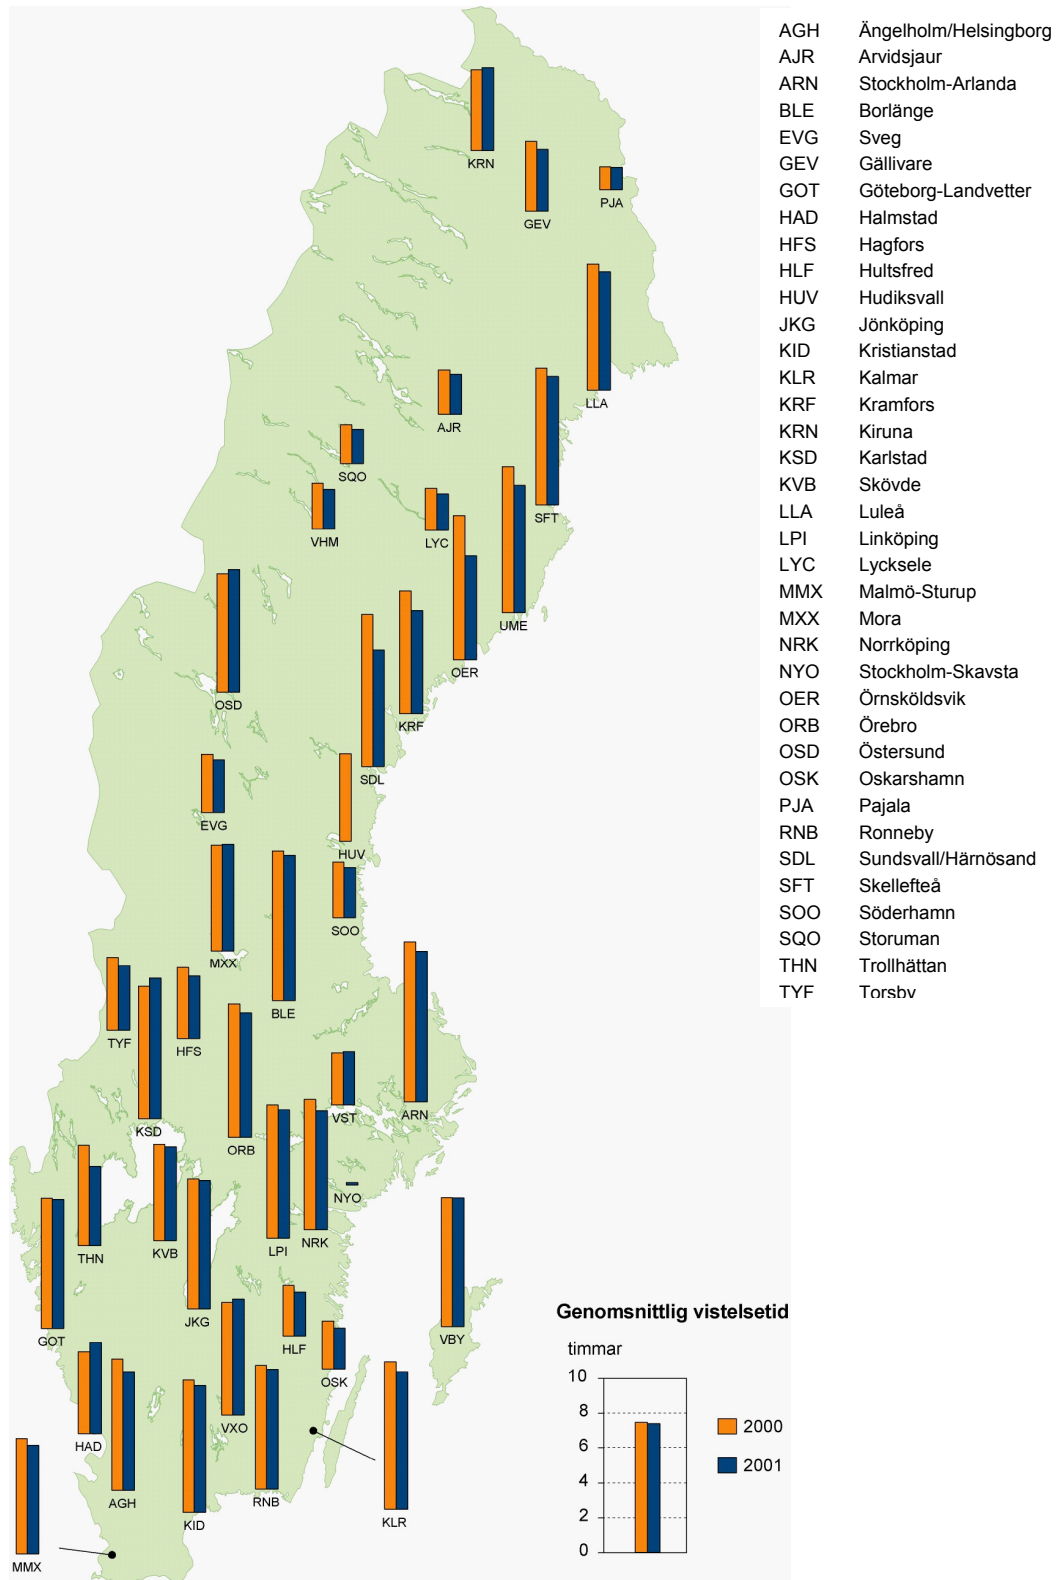 AGH Ängelholm/Helsingborg
AJR Arvidsjaur
ARN Stockholm-Arlanda
BLE Borlänge
EVG Sveg
GEV Gällivare
GOT Göteborg-Landvetter
HAD Halmstad
HFS Hagfors
HLF Hultsfred
HUV Hudiksvall
JKG Jönköping
KID Kristianstad
KLR Kalmar
KRF Kramfors
KRN Kiruna
KSD Karlstad
KVB Skövde
LLA Luleå
LPI Linköping
LYC Lycksele
MMX Malmö-Sturup
MXX Mora
NRK Norrköping
NYO Stockholm-Skavsta
OER Örnsköldsvik
ORB Örebro
OSD Östersund
OSK Oskarshamn
PJA Pajala
RNB Ronneby
SDL Sundsvall/Härnösand
SFT Skellefteå
SOO Söderhamn
SQO Storuman
THN Trollhättan
TYF Torsby
KRN
PJA
GEV
LLA
AJR
SQO
SFT
VHM
LYC
UME
OER
OSD
KRF
SDL
EVG
HUV
SOO
MXX
BLE
TYF
HFS
ARN
VST
KSD
ORB
NYO
NRK
LPI
KVB
THN
JKG
GOT
VBY
HLF
OSK
VXO
HAD
RNB
AGH
KLR
KID
MMX
Genomsnittlig vistelsetid
timmar
10
8
6
4
2
0
2000
2001